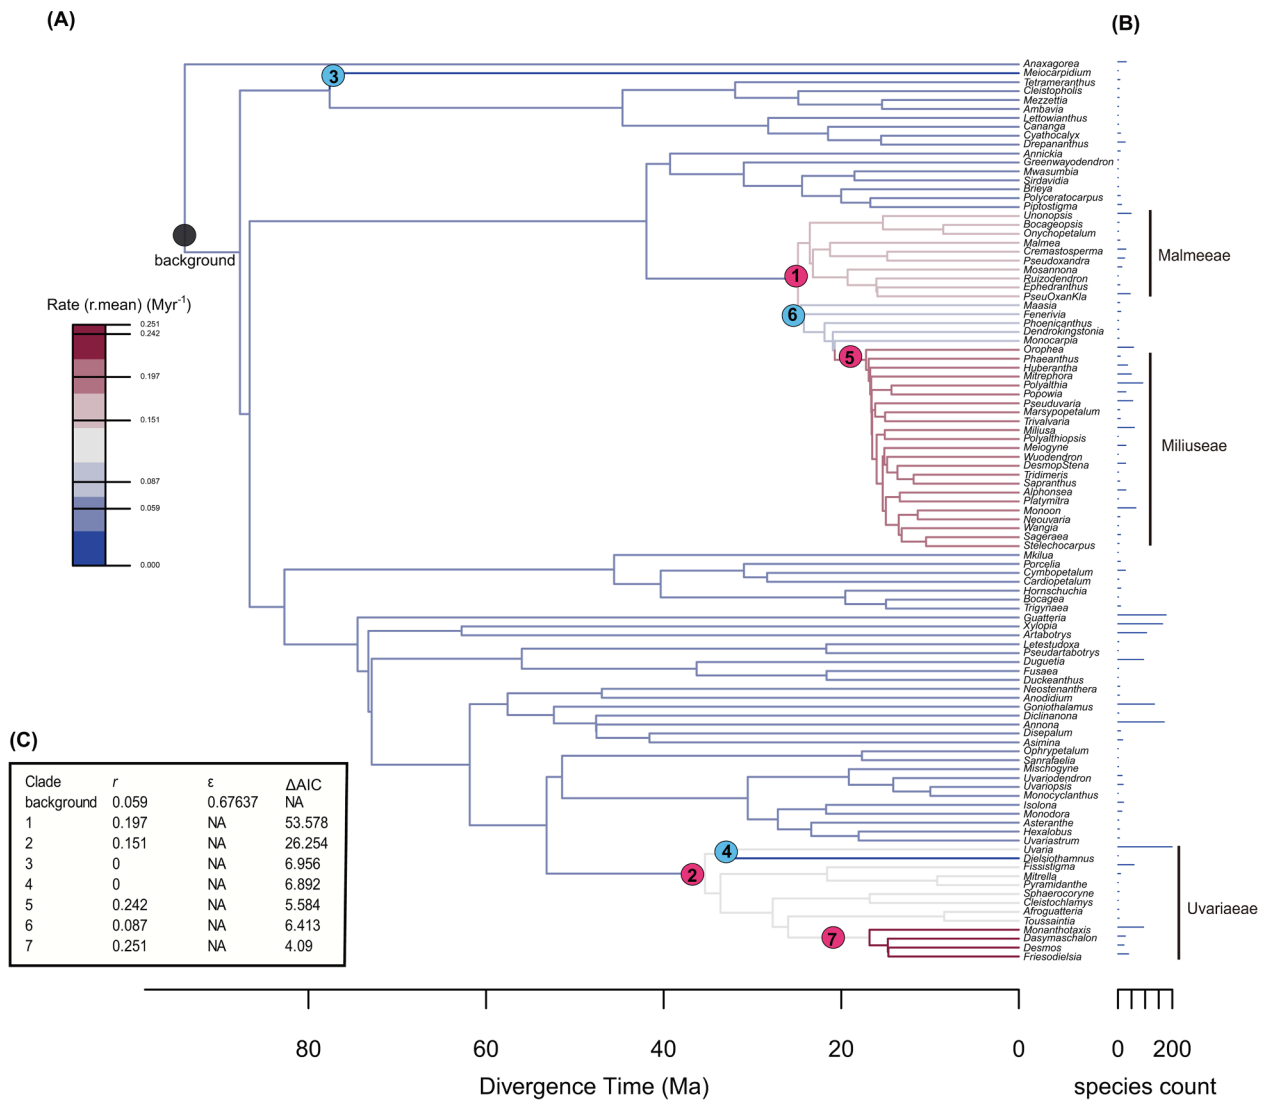 (A)
(B)
Anaxagorea
3
Meiocarpidium
Tetrameranthus
Cleistopholis
Mezzettia
Ambavia
Lettowianthus
Cananga
Cyathocalyx
Drepananthus
Annickia
Greenwayodendron
Mwasumbia
Sirdavidia
Brieya
Polyceratocarpus
Piptostigma
Unonopsis
Bocageopsis
Onychopetalum
background
Malmea
Cremastosperma
Malmeeae
Pseudoxandra
Mosannona
1
Ruizodendron
Ephedranthus
PseuOxanKla
Rate (r.mean) (Myr-1)
Maasia
6
Fenerivia
Phoenicanthus
0.251
0.242
Dendrokingstonia
Monocarpia
Orophea
5
Phaeanthus
Huberantha
0.197
Mitrephora
Polyalthia
Popowia
Pseuduvaria
Marsypopetalum
0.151
Trivalvaria
Miliusa
Polyalthiopsis
Miliuseae
Meiogyne
Wuodendron
DesmopStena
0.087
Tridimeris
Sapranthus
Alphonsea
Platymitra
0.059
Monoon
Neouvaria
Wangia
Sageraea
Stelechocarpus
Mkilua
0.000
Porcelia
Cymbopetalum
Cardiopetalum
Hornschuchia
Bocagea
Trigynaea
Guatteria
Xylopia
Artabotrys
Letestudoxa
Pseudartabotrys
Duguetia
Fusaea
Duckeanthus
Neostenanthera
Anodidium
Goniothalamus
Diclinanona
Annona
Disepalum
Asimina
(C)
Ophrypetalum
Sanrafaelia
Mischogyne
Uvariodendron
Uvariopsis
Monocyclanthus
Isolona
Monodora
Asteranthe
Hexalobus
Uvariastrum
Uvaria
4
Dielsiothamnus
Fissistigma
2
Mitrella
Pyramidanthe
Sphaerocoryne
Cleistochlamys
Uvariaeae
Afroguatteria
Toussaintia
Monanthotaxis
7
Dasymaschalon
Desmos
Friesodielsia
Clade r ε ΔAIC
background 0.059 0.67637 NA
1 0.197 NA 53.578
2 0.151 NA 26.254
3 0 NA 6.956
4 0 NA 6.892
5 0.242 NA 5.584
6 0.087 NA 6.413
7 0.251 NA 4.09
80 60 40 20 0
0 200
Divergence Time (Ma)
species count